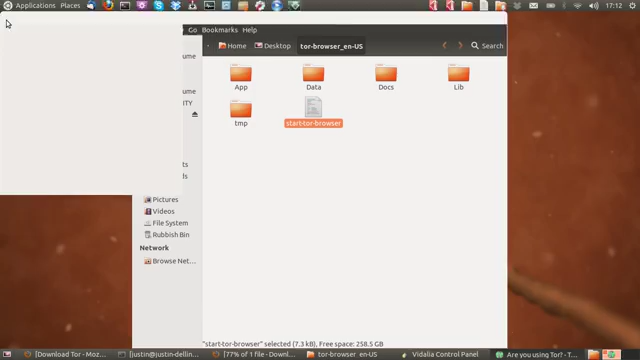 Applications Places
17:12
Go Bookmarks Help
Home Desktop tor-browser_en-US
Search
ume
ume
ITY
ts
ds
Pictures
Videos
File System
Rubbish Bin
Network
Browse Net...
App Data Docs Lib
tmp start-tor-browser
"start-tor-browser" selected (7.3 kB), Free space: 258.5 GB
[Download Tor - Moz... [justin@justin-dellin... [77% of 1 file - Downl... tor-browser_en-US Vidalia Control Panel Are you using Tor? - T...